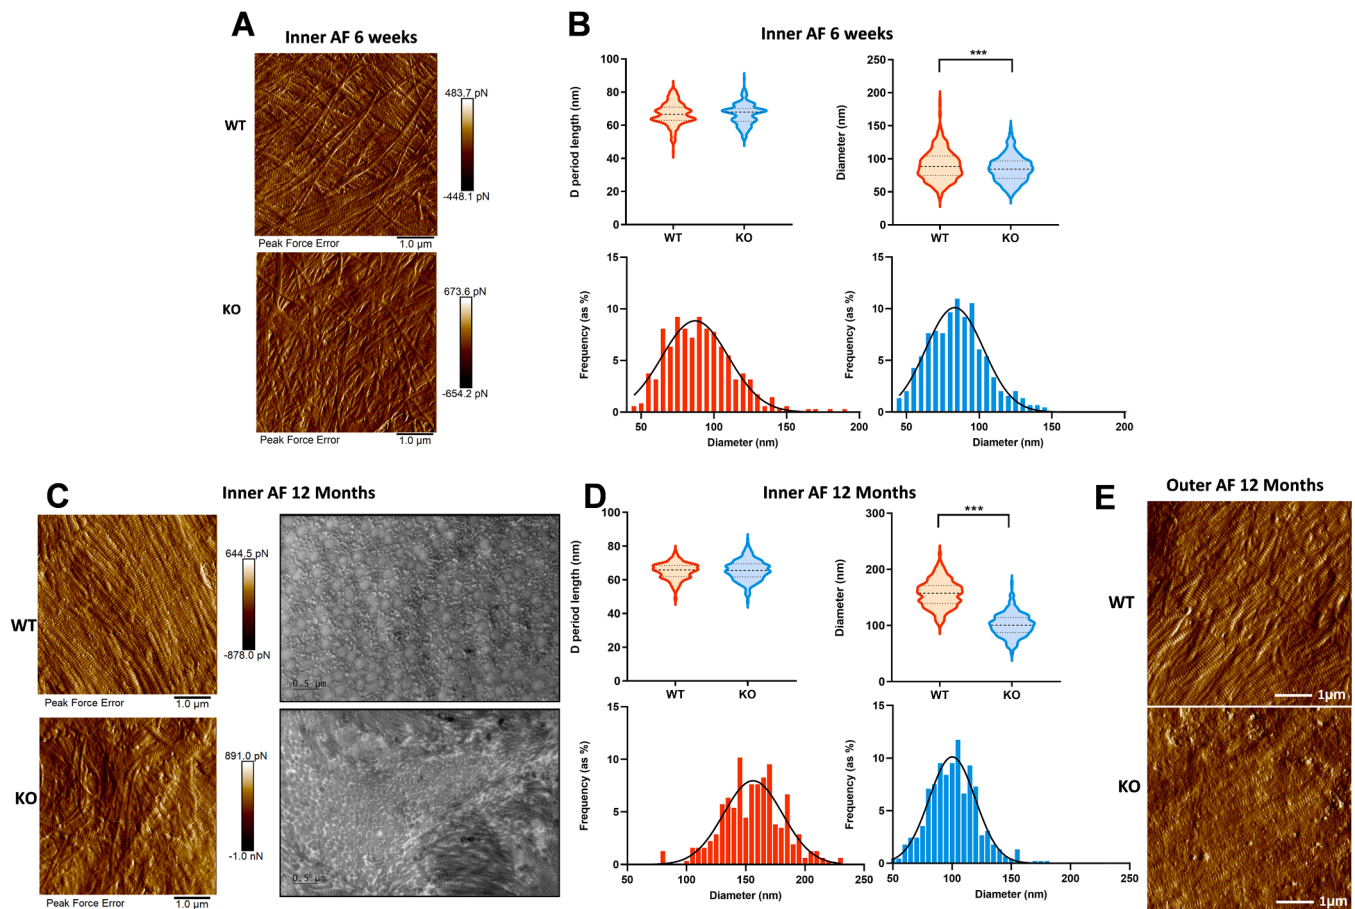 A
Inner AF 6 weeks
WT
483.7 pN
-448.1 pN
Peak Force Error
1.0 µm
KO
673.6 pN
-654.2 pN
Peak Force Error
1.0 µm
B
Inner AF 6 weeks
D period length (nm)
100
80
60
40
20
0
WT
KO
Diameter (nm)
250
200
150
100
50
0
***
WT
KO
Frequency (as %)
15
10
5
0
50
100
150
200
Diameter (nm)
Frequency (as %)
15
10
5
0
50
100
150
200
Diameter (nm)
C
Inner AF 12 Months
WT
644.5 pN
-878.0 pN
Peak Force Error
1.0 µm
0.5 µm
KO
891.0 pN
-1.0 nN
Peak Force Error
1.0 µm
0.5 µm
D
Inner AF 12 Months
D period length (nm)
100
80
60
40
20
0
WT
KO
Diameter (nm)
300
200
100
0
***
WT
KO
Frequency (as %)
15
10
5
0
50
100
150
200
250
Diameter (nm)
Frequency (as %)
15
10
5
0
50
100
150
200
250
Diameter (nm)
E
Outer AF 12 Months
WT
1µm
KO
1µm